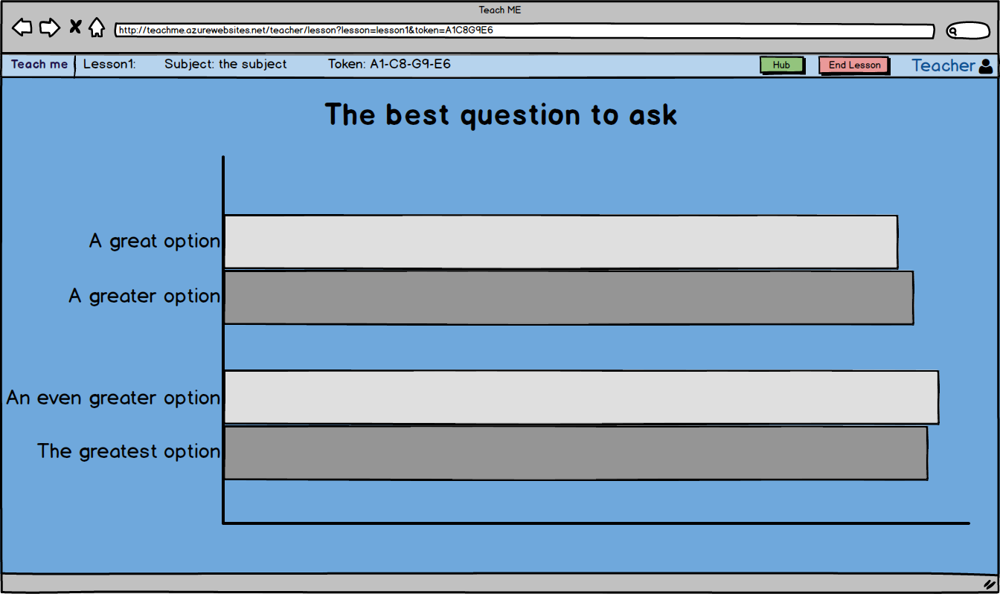 Teach ME
http://teachme.azurewebsites.net/teacher/lesson?lesson=lesson1&token=A1C8G9E6
Teach me Lesson1: Subject: the subject Token: A1-C8-G9-E6 Hub End Lesson Teacher
The best question to ask
A great option
A greater option
An even greater option
The greatest option